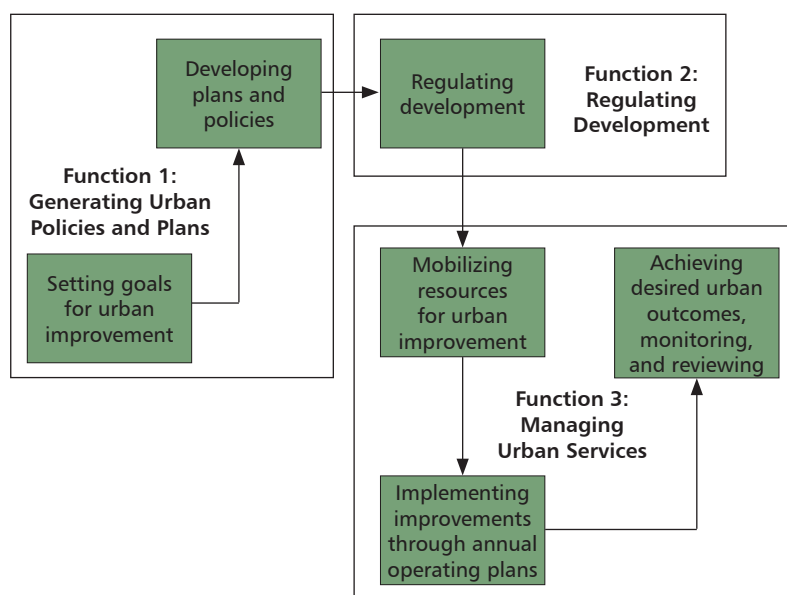 Developing
plans and
policies
Function 1:
Generating Urban
Policies and Plans
Setting goals
for urban
improvement
Regulating
development
Function 2:
Regulating
Development
Mobilizing
resources
for urban
improvement
Achieving
desired urban
outcomes,
monitoring,
and reviewing
Function 3:
Managing
Urban Services
Implementing
improvements
through annual
operating plans